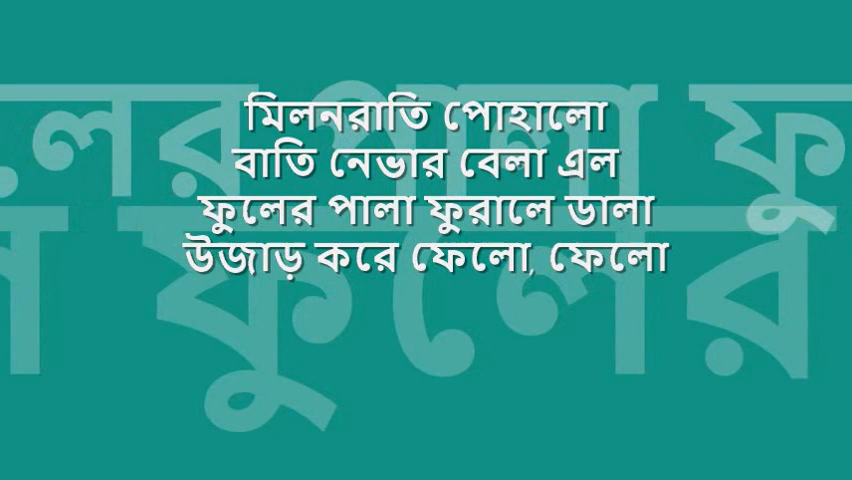 মিলনরাতি পোহালো
বাতি নেভার বেলা এল
ফুলের পালা ফুরালে ডালা
উজাড় করে ফেলো, ফেলো
লের পালা ফু
ফুলের